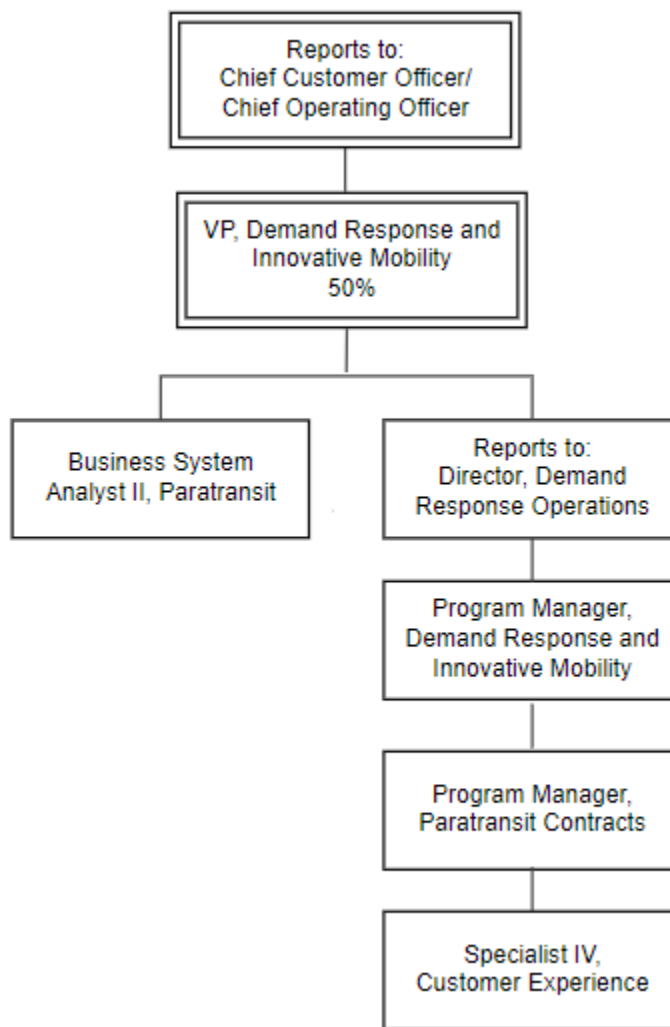 Reports to:
Chief Customer Officer/
Chief Operating Officer
VP, Demand Response and
Innovative Mobility
50%
Business System
Analyst II, Paratransit
Reports to:
Director, Demand
Response Operations
Program Manager,
Demand Response and
Innovative Mobility
Program Manager,
Paratransit Contracts
Specialist IV,
Customer Experience